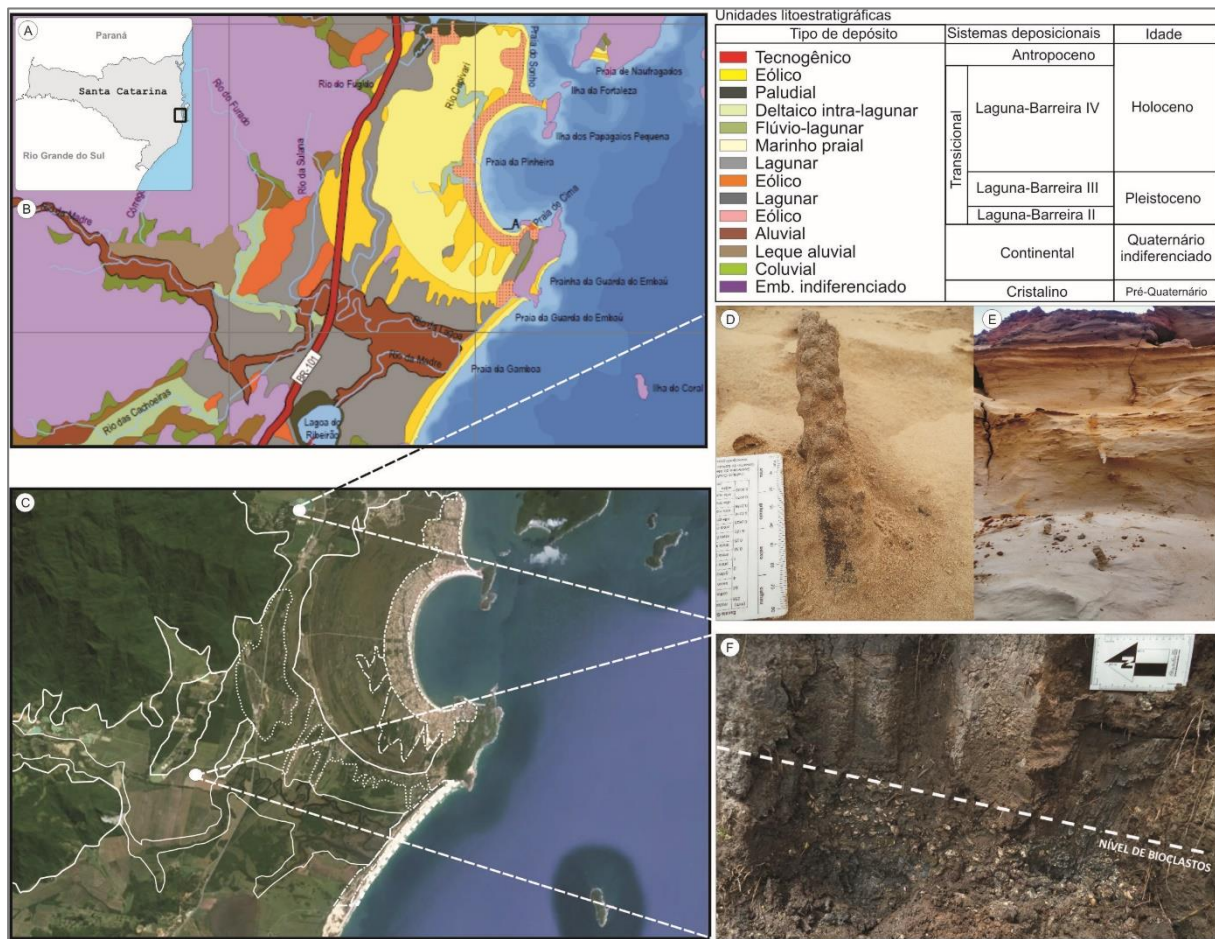 A
Paraná
Santa Catarina
Rio Grande do Sul
B
Rio do Fugido
Rio do Furado
Rio da Sulana
Rio Capivari
Praia do Sonho
Praia de Naufragados
Ilha da Fortaleza
Ilha dos Papagaios Pequena
Praia da Pinheira
Praia de Cima
A
Prainha da Guarda do Embaú
Praia da Guarda do Embaú
Rio da Madre
Praia da Gamboa
BR-101
Ilha do Coral
Rio das Cachoeiras
Lagoa do
Ribeirão
Unidades litoestratigráficas
Tipo de depósito Sistemas deposicionais Idade
Tecnogênico
Eólico
Paludial
Deltaico intra-lagunar
Flúvio-lagunar
Marinho praial
Lagunar
Eólico
Lagunar
Eólico
Aluvial
Leque aluvial
Coluvial
Emb. indiferenciado
Antropoceno
Transicional
Laguna-Barreira IV
Laguna-Barreira III
Laguna-Barreira II
Continental
Cristalino
Holoceno
Pleistoceno
Quaternário
indiferenciado
Pré-Quaternário
C
D
E
F
N
NÍVEL DE BIOCLASTOS